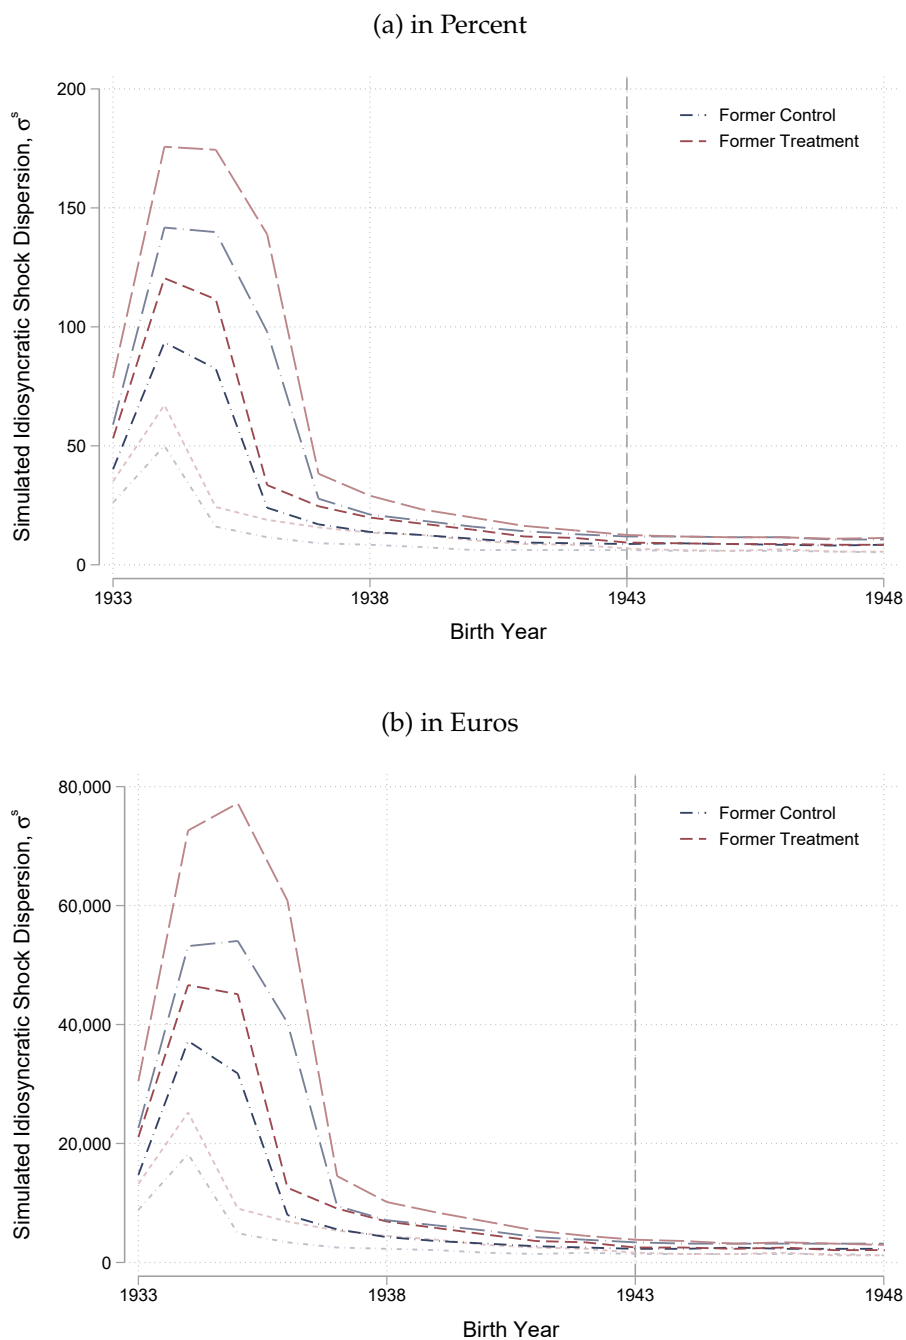 (a) in Percent
Simulated Idiosyncratic Shock Dispersion, σˢ
200
150
100
50
0
Former Control
Former Treatment
1933
1938
1943
1948
Birth Year
(b) in Euros
Simulated Idiosyncratic Shock Dispersion, σˢ
80,000
60,000
40,000
20,000
0
Former Control
Former Treatment
1933
1938
1943
1948
Birth Year